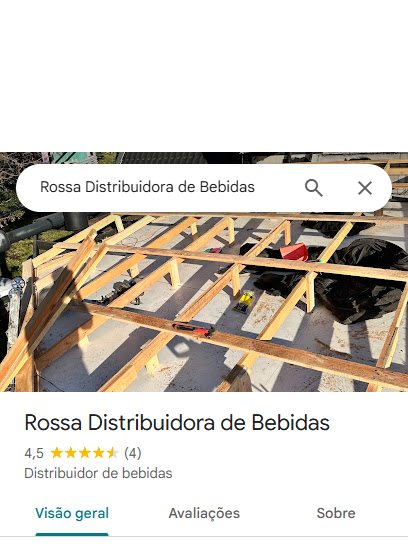 Rossa Distribuidora de Bebidas
Rossa Distribuidora de Bebidas
4,5 (4)
Distribuidor de bebidas
Visão geral Avaliações Sobre